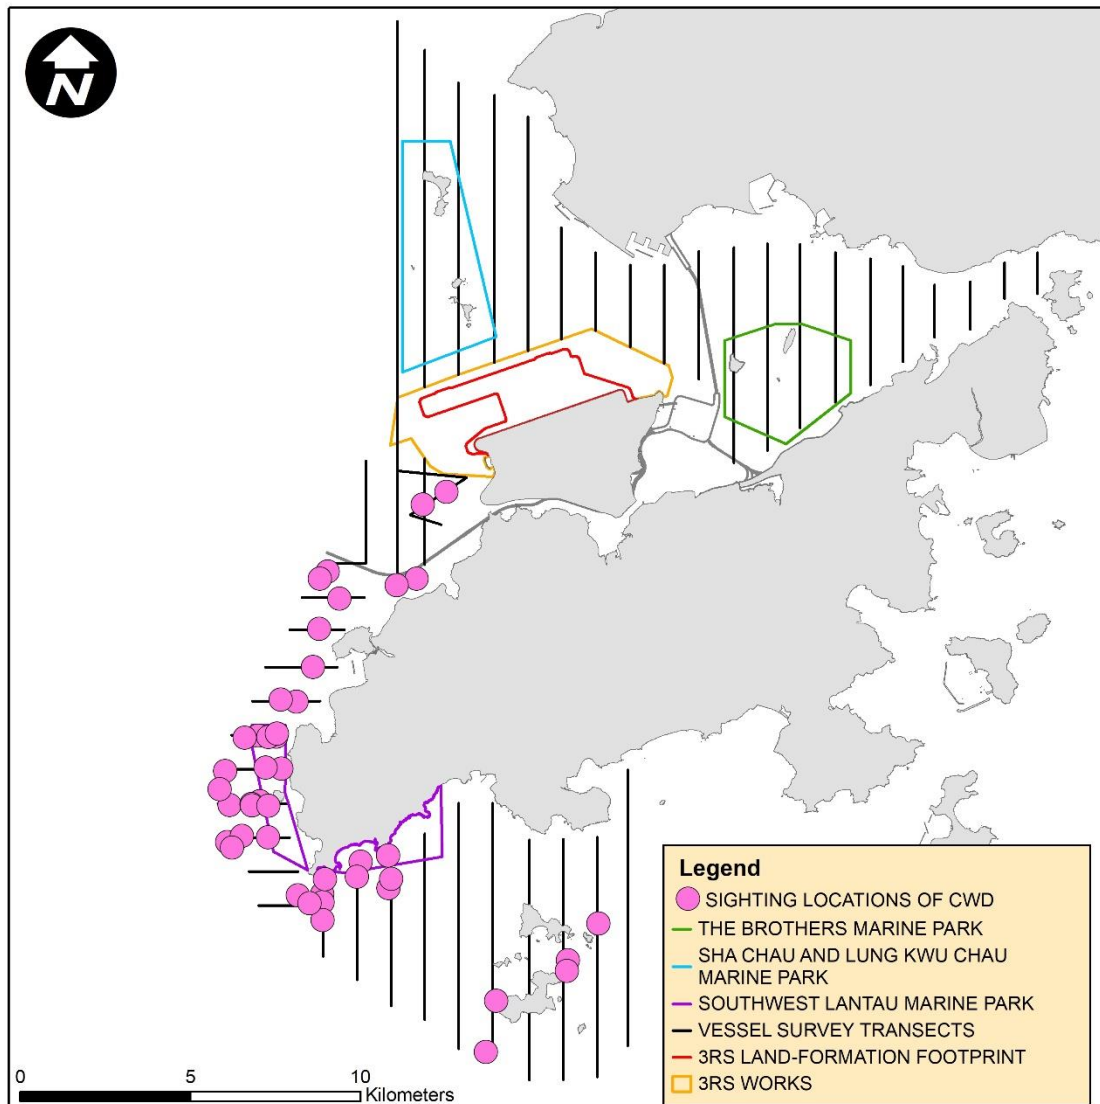 N
Legend
SIGHTING LOCATIONS OF CWD
THE BROTHERS MARINE PARK
SHA CHAU AND LUNG KWU CHAU
MARINE PARK
SOUTHWEST LANTAU MARINE PARK
VESSEL SURVEY TRANSECTS
3RS LAND-FORMATION FOOTPRINT
3RS WORKS
0 5 10
Kilometers